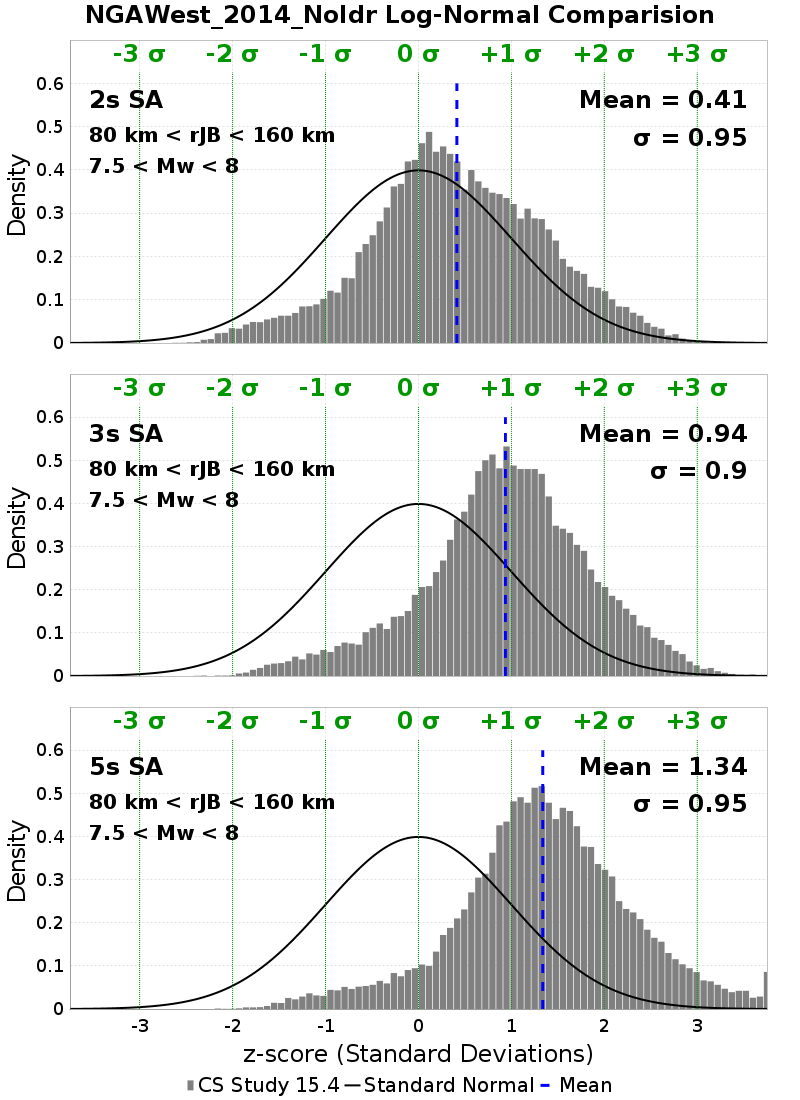 NGAWest_2014_NoIdr Log-Normal Comparision
-3 σ -2 σ -1 σ 0 σ +1 σ +2 σ +3 σ
2s SA
Mean = 0.41
80 km < rJB < 160 km
σ = 0.95
7.5 < Mw < 8
Density
0.6
0.5
0.4
0.3
0.2
0.1
0
-3 σ -2 σ -1 σ 0 σ +1 σ +2 σ +3 σ
3s SA
Mean = 0.94
80 km < rJB < 160 km
σ = 0.9
7.5 < Mw < 8
Density
0.6
0.5
0.4
0.3
0.2
0.1
0
-3 σ -2 σ -1 σ 0 σ +1 σ +2 σ +3 σ
5s SA
Mean = 1.34
80 km < rJB < 160 km
σ = 0.95
7.5 < Mw < 8
Density
0.6
0.5
0.4
0.3
0.2
0.1
0
-3 -2 -1 0 1 2 3
z-score (Standard Deviations)
CS Study 15.4 Standard Normal Mean